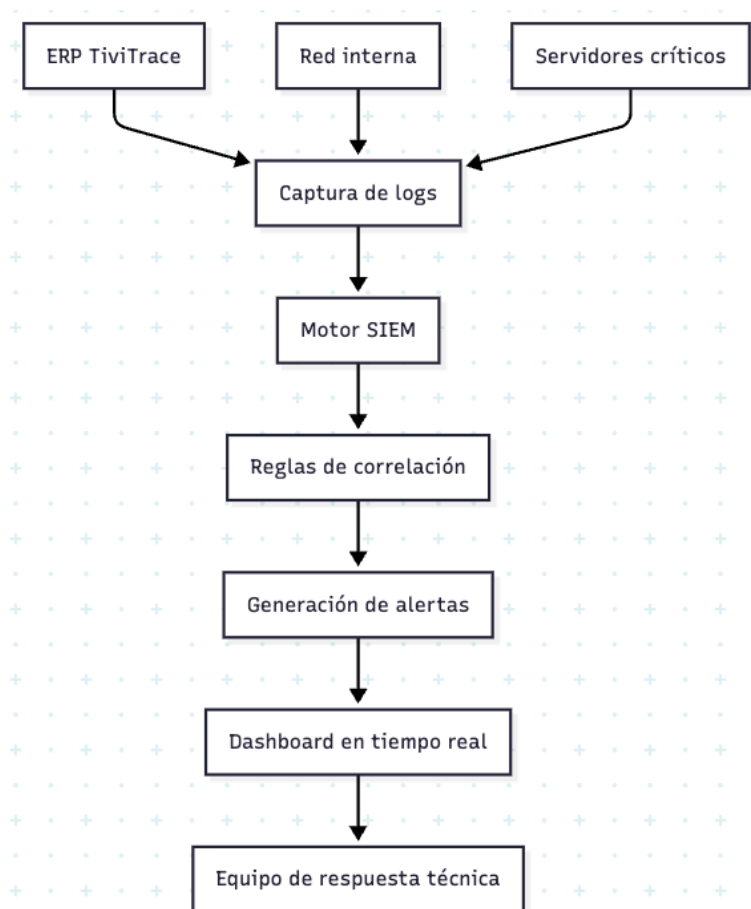 ERP TiviTrace
Red interna
Servidores críticos
Captura de logs
Motor SIEM
Reglas de correlación
Generación de alertas
Dashboard en tiempo real
Equipo de respuesta técnica